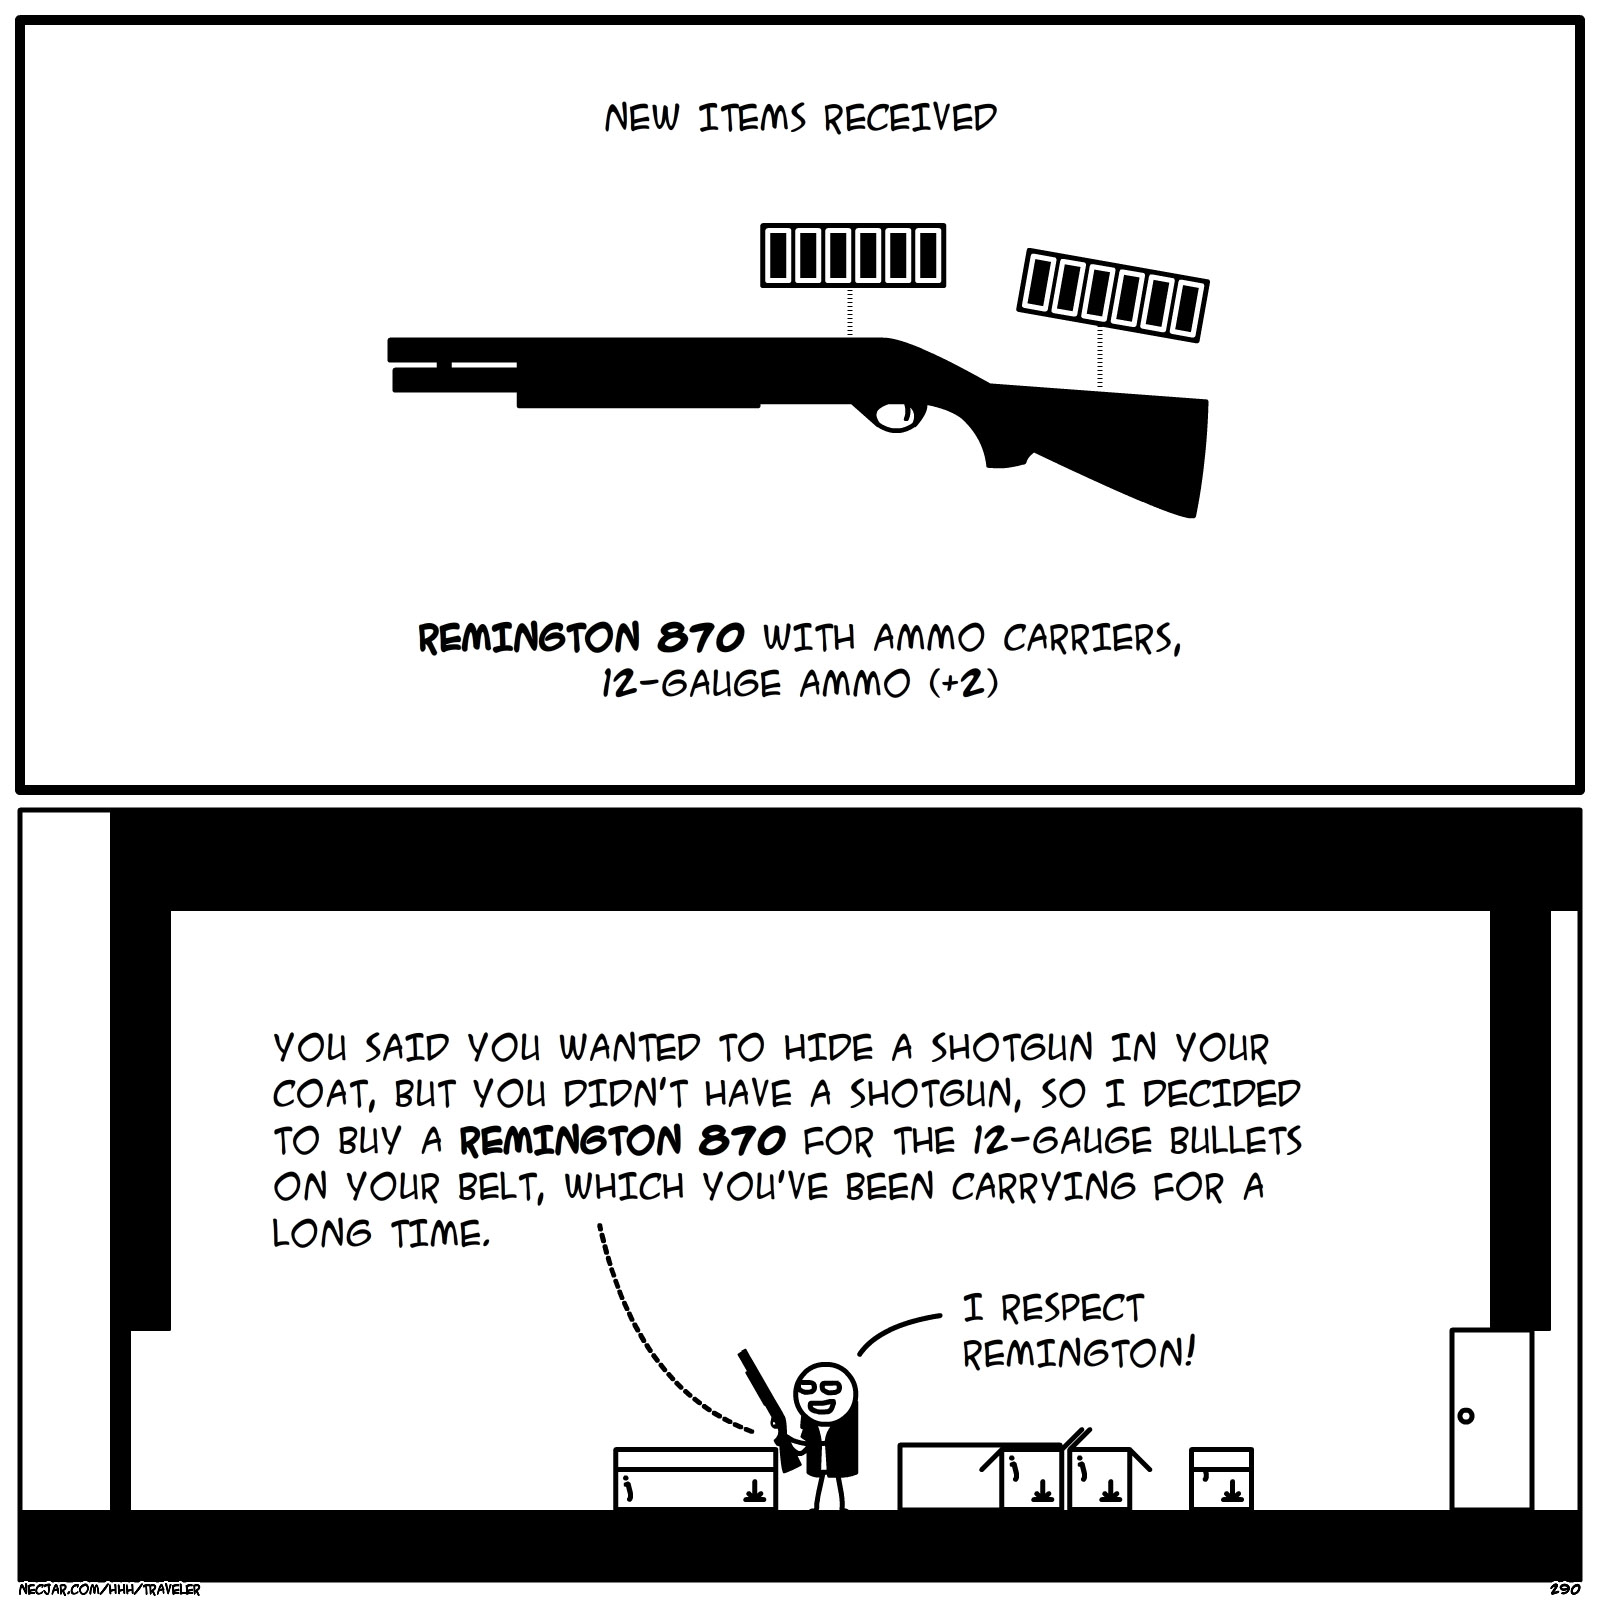 NEW ITEMS RECEIVED
REMINGTON 870 WITH AMMO CARRIERS,
12-GAUGE AMMO (+2)
YOU SAID YOU WANTED TO HIDE A SHOTGUN IN YOUR
COAT, BUT YOU DIDN'T HAVE A SHOTGUN, SO I DECIDED
TO BUY A REMINGTON 870 FOR THE 12-GAUGE BULLETS
ON YOUR BELT, WHICH YOU'VE BEEN CARRYING FOR A
LONG TIME.
I RESPECT
REMINGTON!
NECJAR.COM/HHH/TRAVELER
290